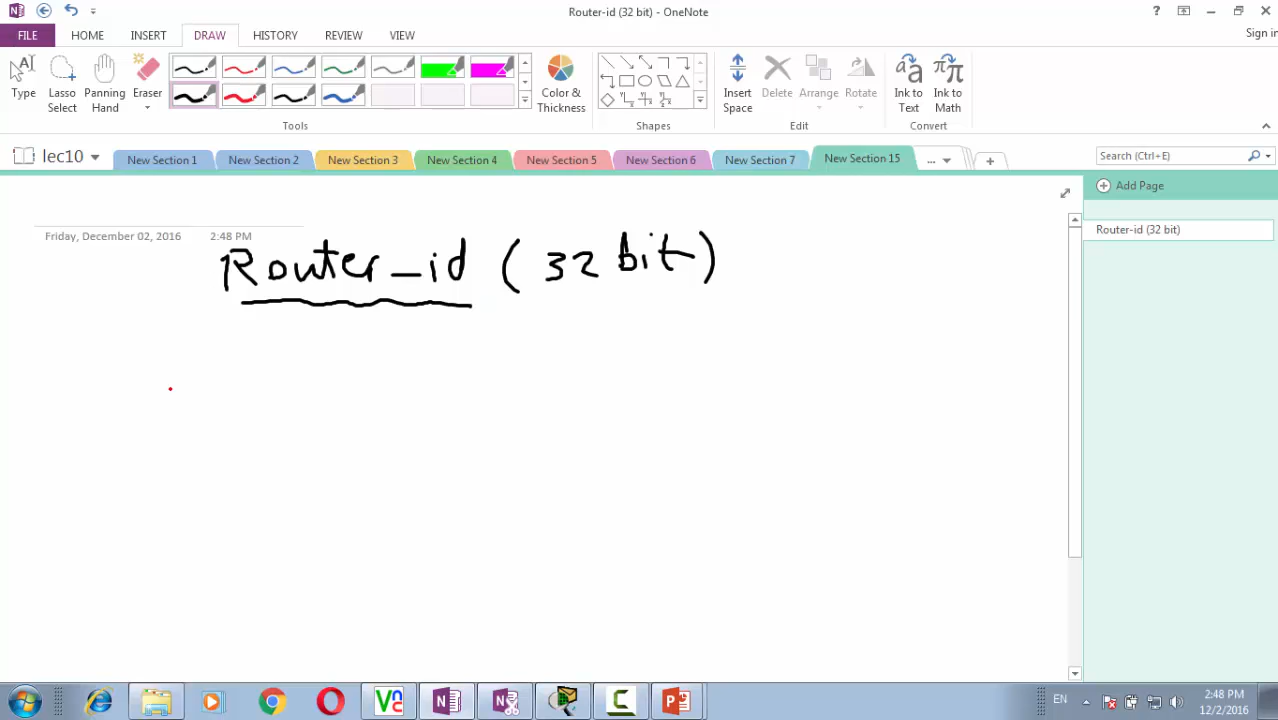 Router-id (32 bit) - OneNote
?
Sign in
FILE HOME INSERT DRAW HISTORY REVIEW VIEW
Type
Lasso Select
Panning Hand
Eraser
Color & Thickness
Insert Space
Delete
Arrange
Rotate
Ink to Text
Ink to Math
Tools Shapes Edit Convert
lec10 New Section 1 New Section 2 New Section 3 New Section 4 New Section 5 New Section 6 New Section 7 New Section 15 ... Search (Ctrl+E)
Add Page
Router-id (32 bit)
Friday, December 02, 2016 2:48 PM
Router_id (32 bit)
EN
2:48 PM
12/2/2016